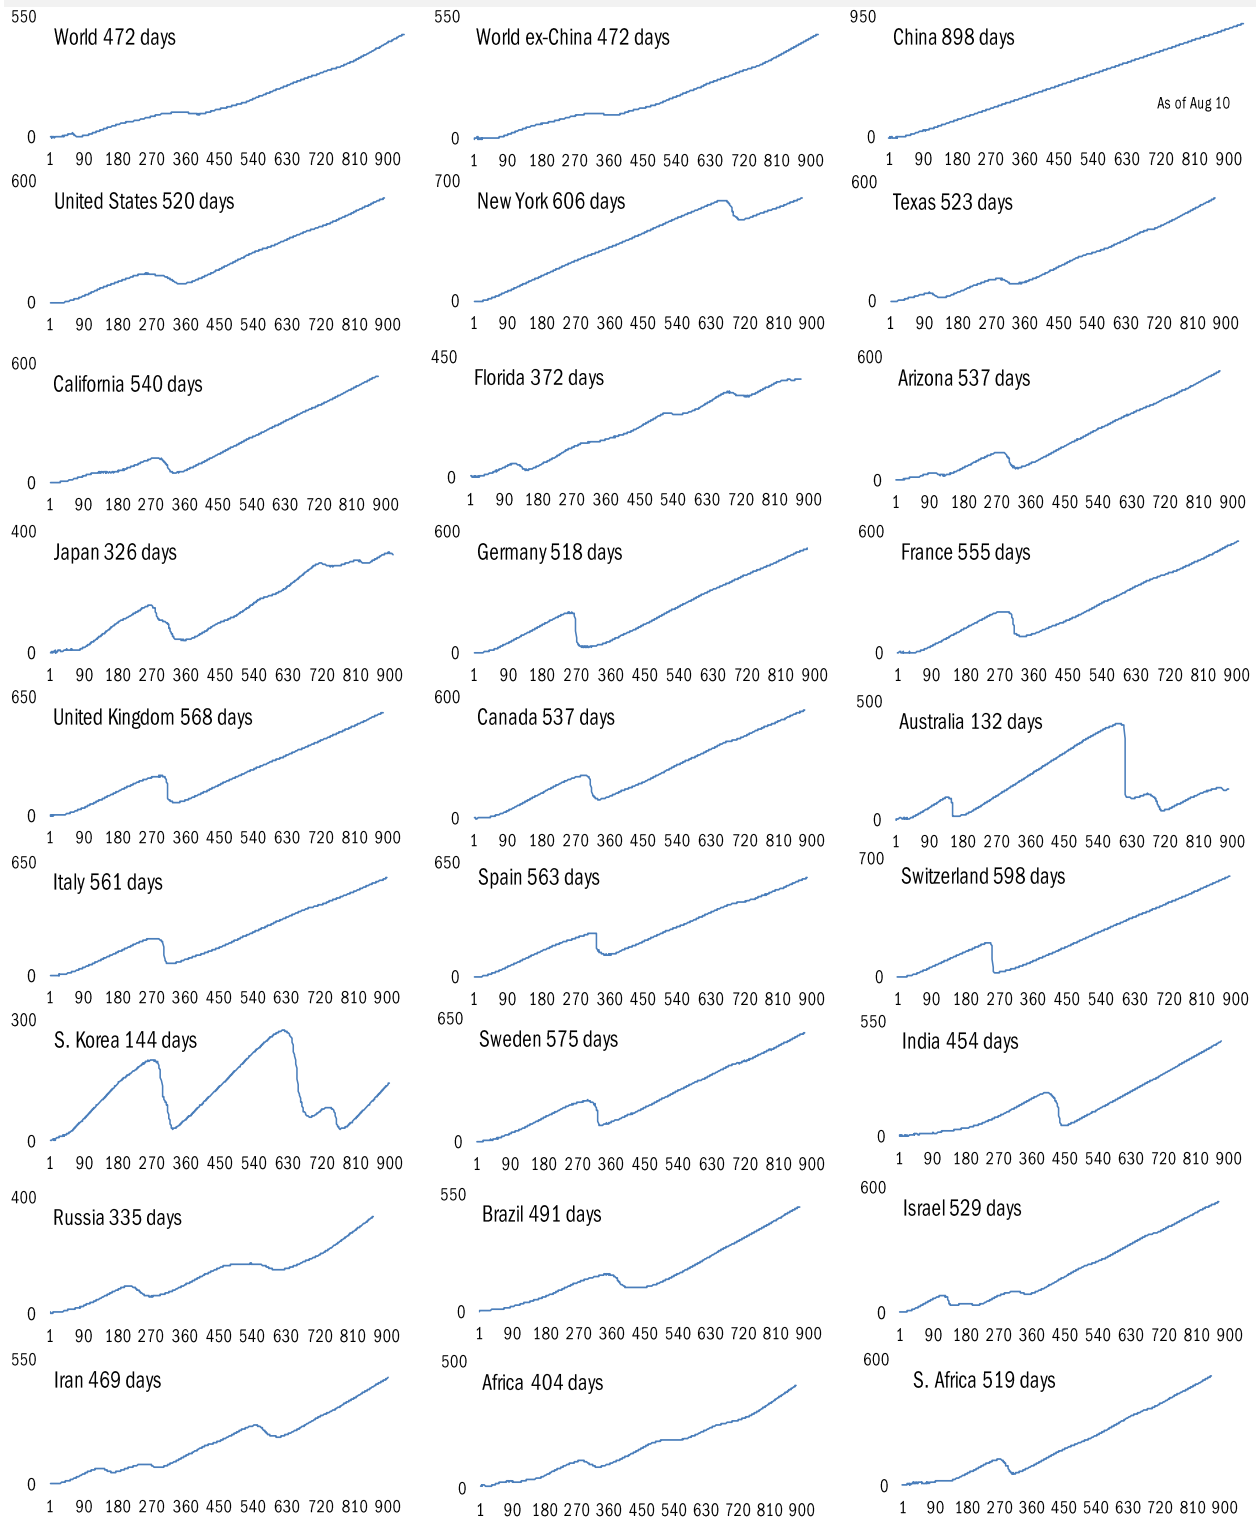 550
World 472 days
0
1 90 180 270 360 450 540 630 720 810 900
550
World ex-China 472 days
0
1 90 180 270 360 450 540 630 720 810 900
950
China 898 days
As of Aug 10
0
1 90 180 270 360 450 540 630 720 810 900
600
United States 520 days
0
1 90 180 270 360 450 540 630 720 810 900
700
New York 606 days
0
1 90 180 270 360 450 540 630 720 810 900
600
Texas 523 days
0
1 90 180 270 360 450 540 630 720 810 900
600
California 540 days
0
1 90 180 270 360 450 540 630 720 810 900
450
Florida 372 days
0
1 90 180 270 360 450 540 630 720 810 900
600
Arizona 537 days
0
1 90 180 270 360 450 540 630 720 810 900
400
Japan 326 days
0
1 90 180 270 360 450 540 630 720 810 900
600
Germany 518 days
0
1 90 180 270 360 450 540 630 720 810 900
600
France 555 days
0
1 90 180 270 360 450 540 630 720 810 900
650
United Kingdom 568 days
0
1 90 180 270 360 450 540 630 720 810 900
600
Canada 537 days
0
1 90 180 270 360 450 540 630 720 810 900
500
Australia 132 days
0
1 90 180 270 360 450 540 630 720 810 900
650
Italy 561 days
0
1 90 180 270 360 450 540 630 720 810 900
650
Spain 563 days
0
1 90 180 270 360 450 540 630 720 810 900
700
Switzerland 598 days
0
1 90 180 270 360 450 540 630 720 810 900
300
S. Korea 144 days
0
1 90 180 270 360 450 540 630 720 810 900
650
Sweden 575 days
0
1 90 180 270 360 450 540 630 720 810 900
550
India 454 days
0
1 90 180 270 360 450 540 630 720 810 900
400
Russia 335 days
0
1 90 180 270 360 450 540 630 720 810 900
550
Brazil 491 days
0
1 90 180 270 360 450 540 630 720 810 900
600
Israel 529 days
0
1 90 180 270 360 450 540 630 720 810 900
550
Iran 469 days
0
1 90 180 270 360 450 540 630 720 810 900
500
Africa 404 days
0
1 90 180 270 360 450 540 630 720 810 900
600
S. Africa 519 days
0
1 90 180 270 360 450 540 630 720 810 900